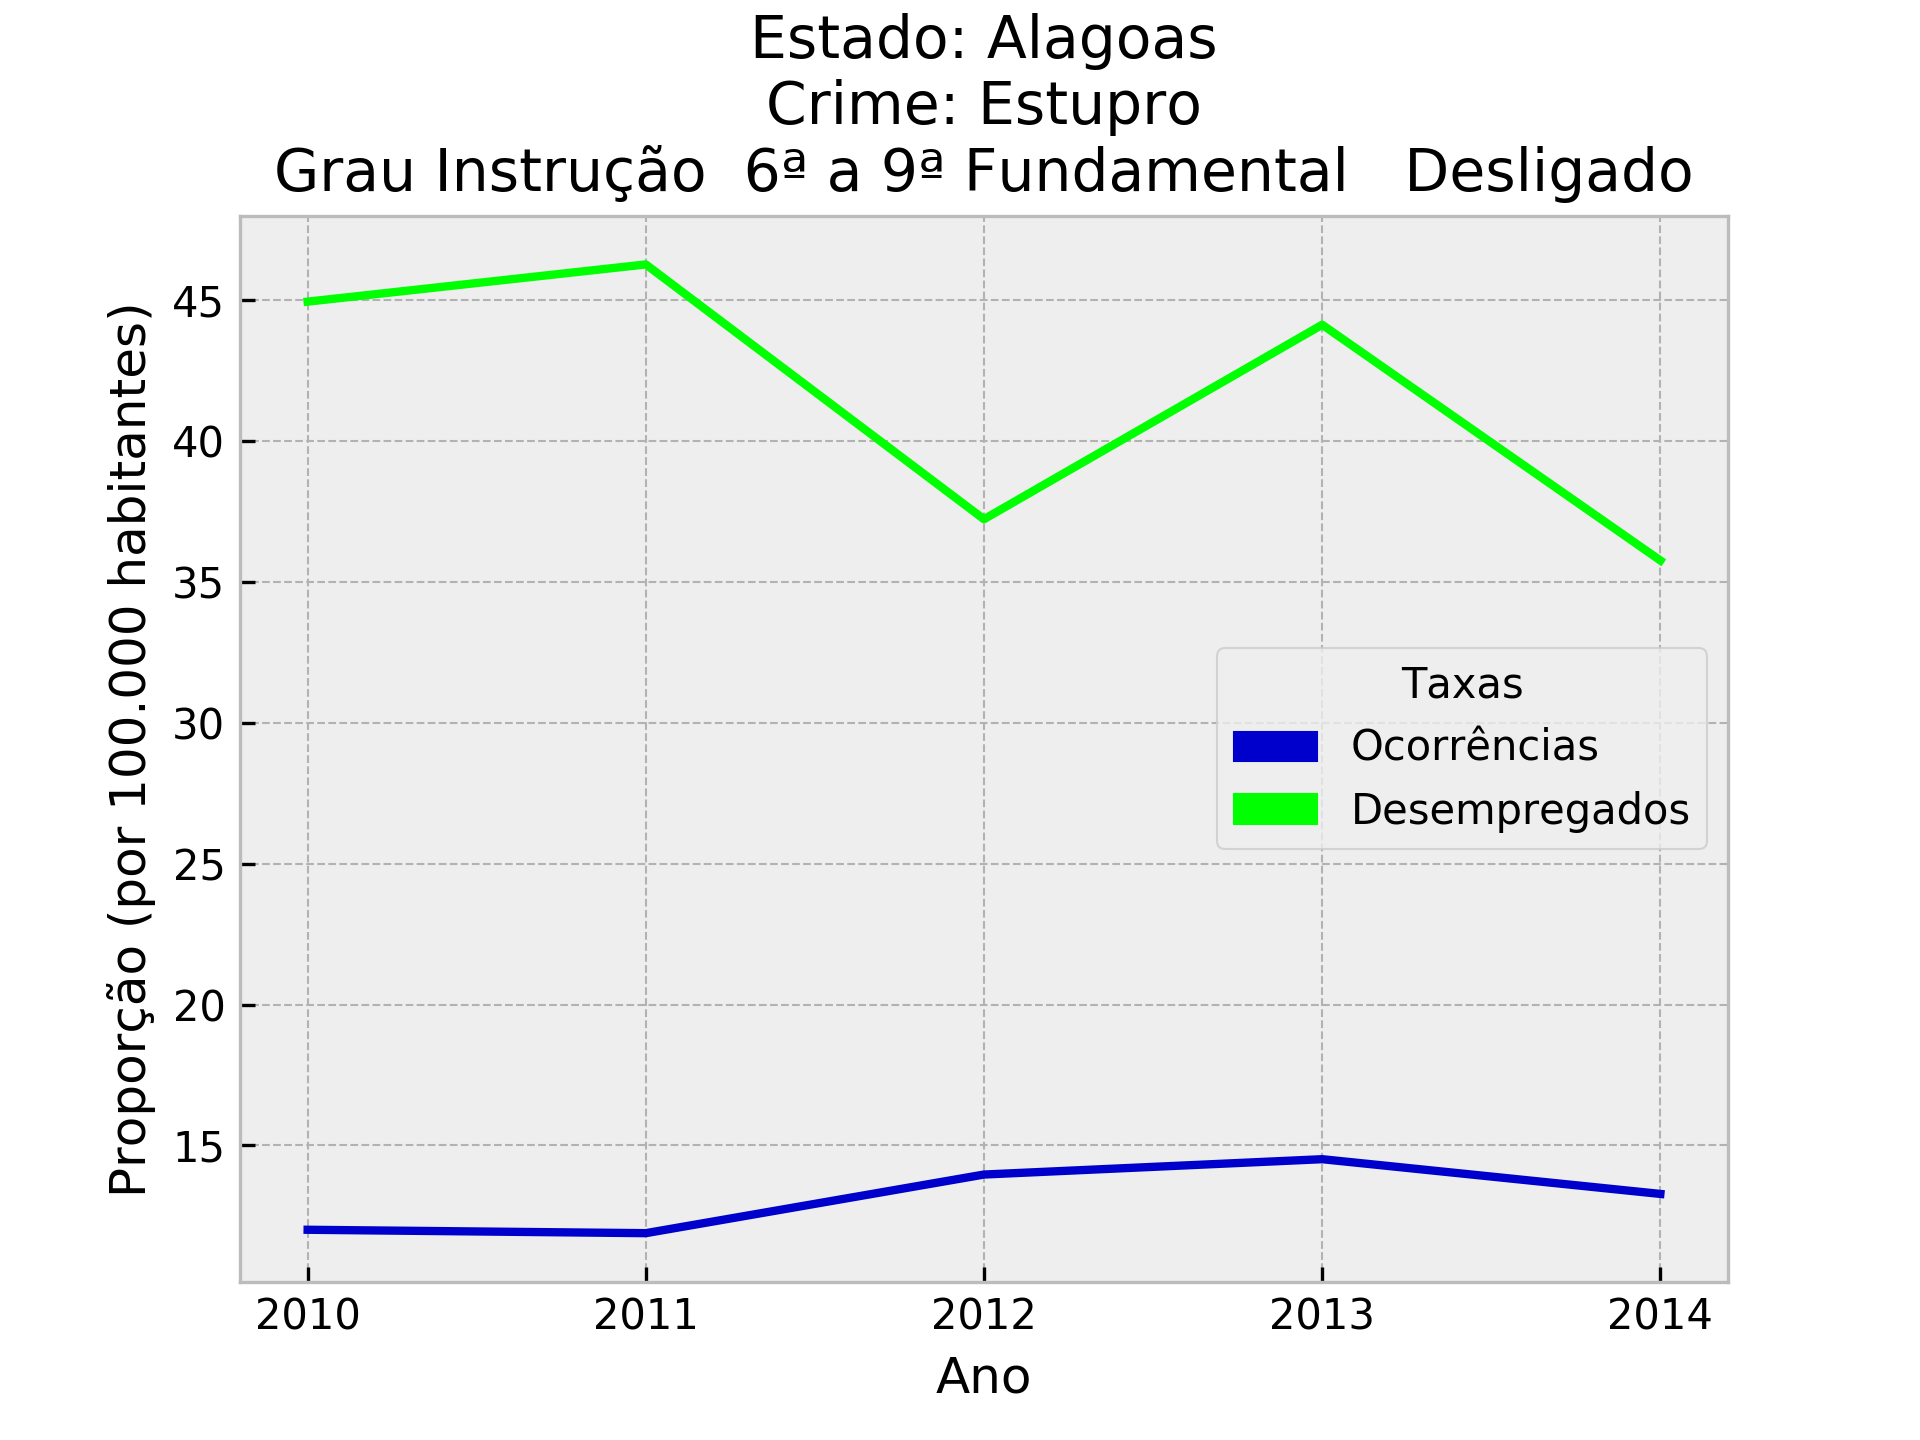 Estado: Alagoas
Crime: Estupro
Grau Instrução  6ª a 9ª Fundamental   Desligado
Proporção (por 100.000 habitantes)
45
40
35
30
25
20
15
Taxas
Ocorrências
Desempregados
2010 2011 2012 2013 2014
Ano